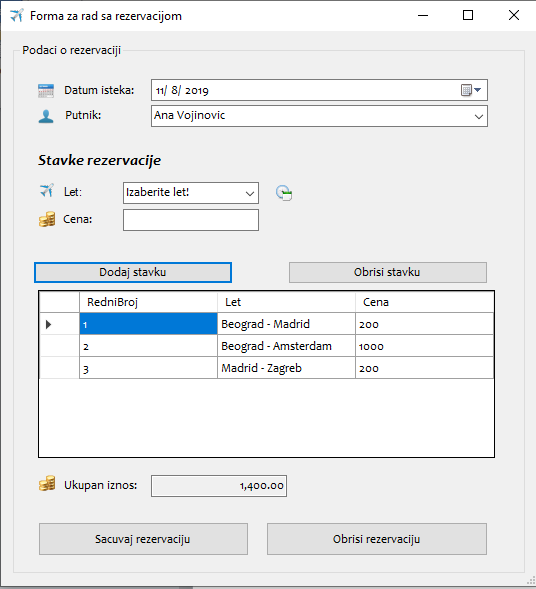 Forma za rad sa rezervacijom
Podaci o rezervaciji
Datum isteka: 11/ 8/ 2019
Putnik: Ana Vojinovic
Stavke rezervacije
Let: Izaberite let!
Cena:
Dodaj stavku Obrisi stavku
RedniBroj Let Cena
1 Beograd - Madrid 200
2 Beograd - Amsterdam 1000
3 Madrid - Zagreb 200
Ukupan iznos: 1,400.00
Sacuvaj rezervaciju Obrisi rezervaciju